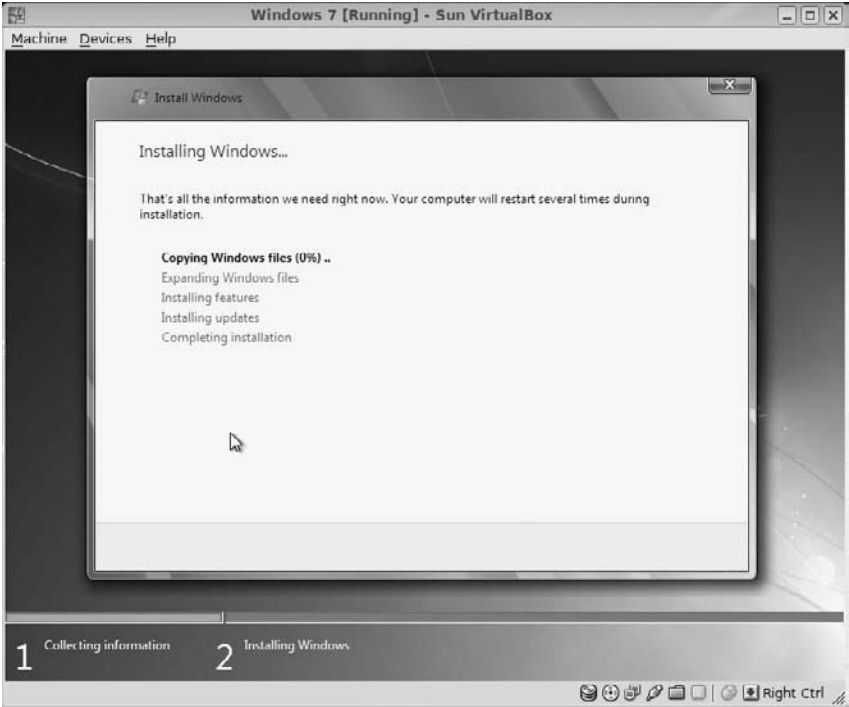 Windows 7 [Running] - Sun VirtualBox
Machine Devices Help
Install Windows
Installing Windows...
That's all the information we need right now. Your computer will restart several times during
installation.
Copying Windows files (0%) ..
Expanding Windows files
Installing features
Installing updates
Completing installation
1 Collecting information 2 Installing Windows
Right Ctrl